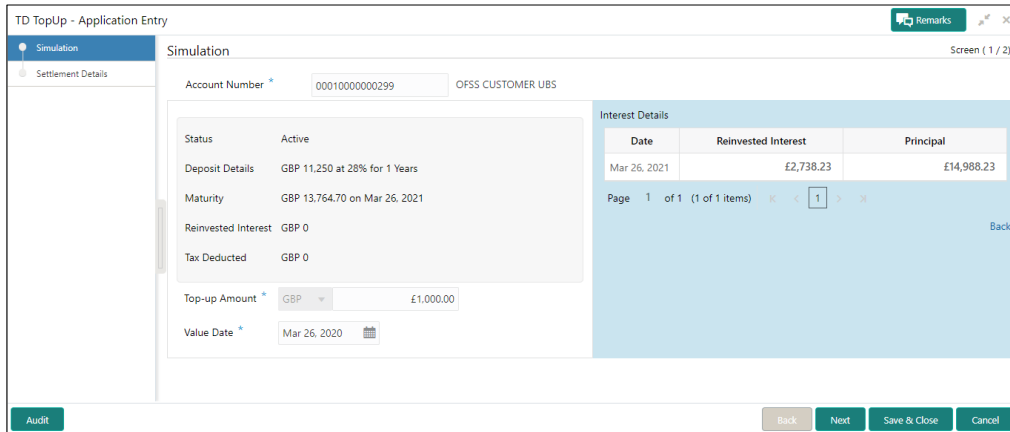 TD TopUp - Application Entry
Remarks
Simulation
Settlement Details
Simulation
Screen ( 1 / 2)
Account Number *
00010000000299
OFSS CUSTOMER UBS
Status Active
Deposit Details GBP 11,250 at 28% for 1 Years
Maturity GBP 13,764.70 on Mar 26, 2021
Reinvested Interest GBP 0
Tax Deducted GBP 0
Top-up Amount * GBP £1,000.00
Value Date * Mar 26, 2020
Interest Details
Date Reinvested Interest Principal
Mar 26, 2021 £2,738.23 £14,988.23
Page 1 of 1 (1 of 1 items) K < 1 > >|
Back
Audit
Back
Next
Save & Close
Cancel